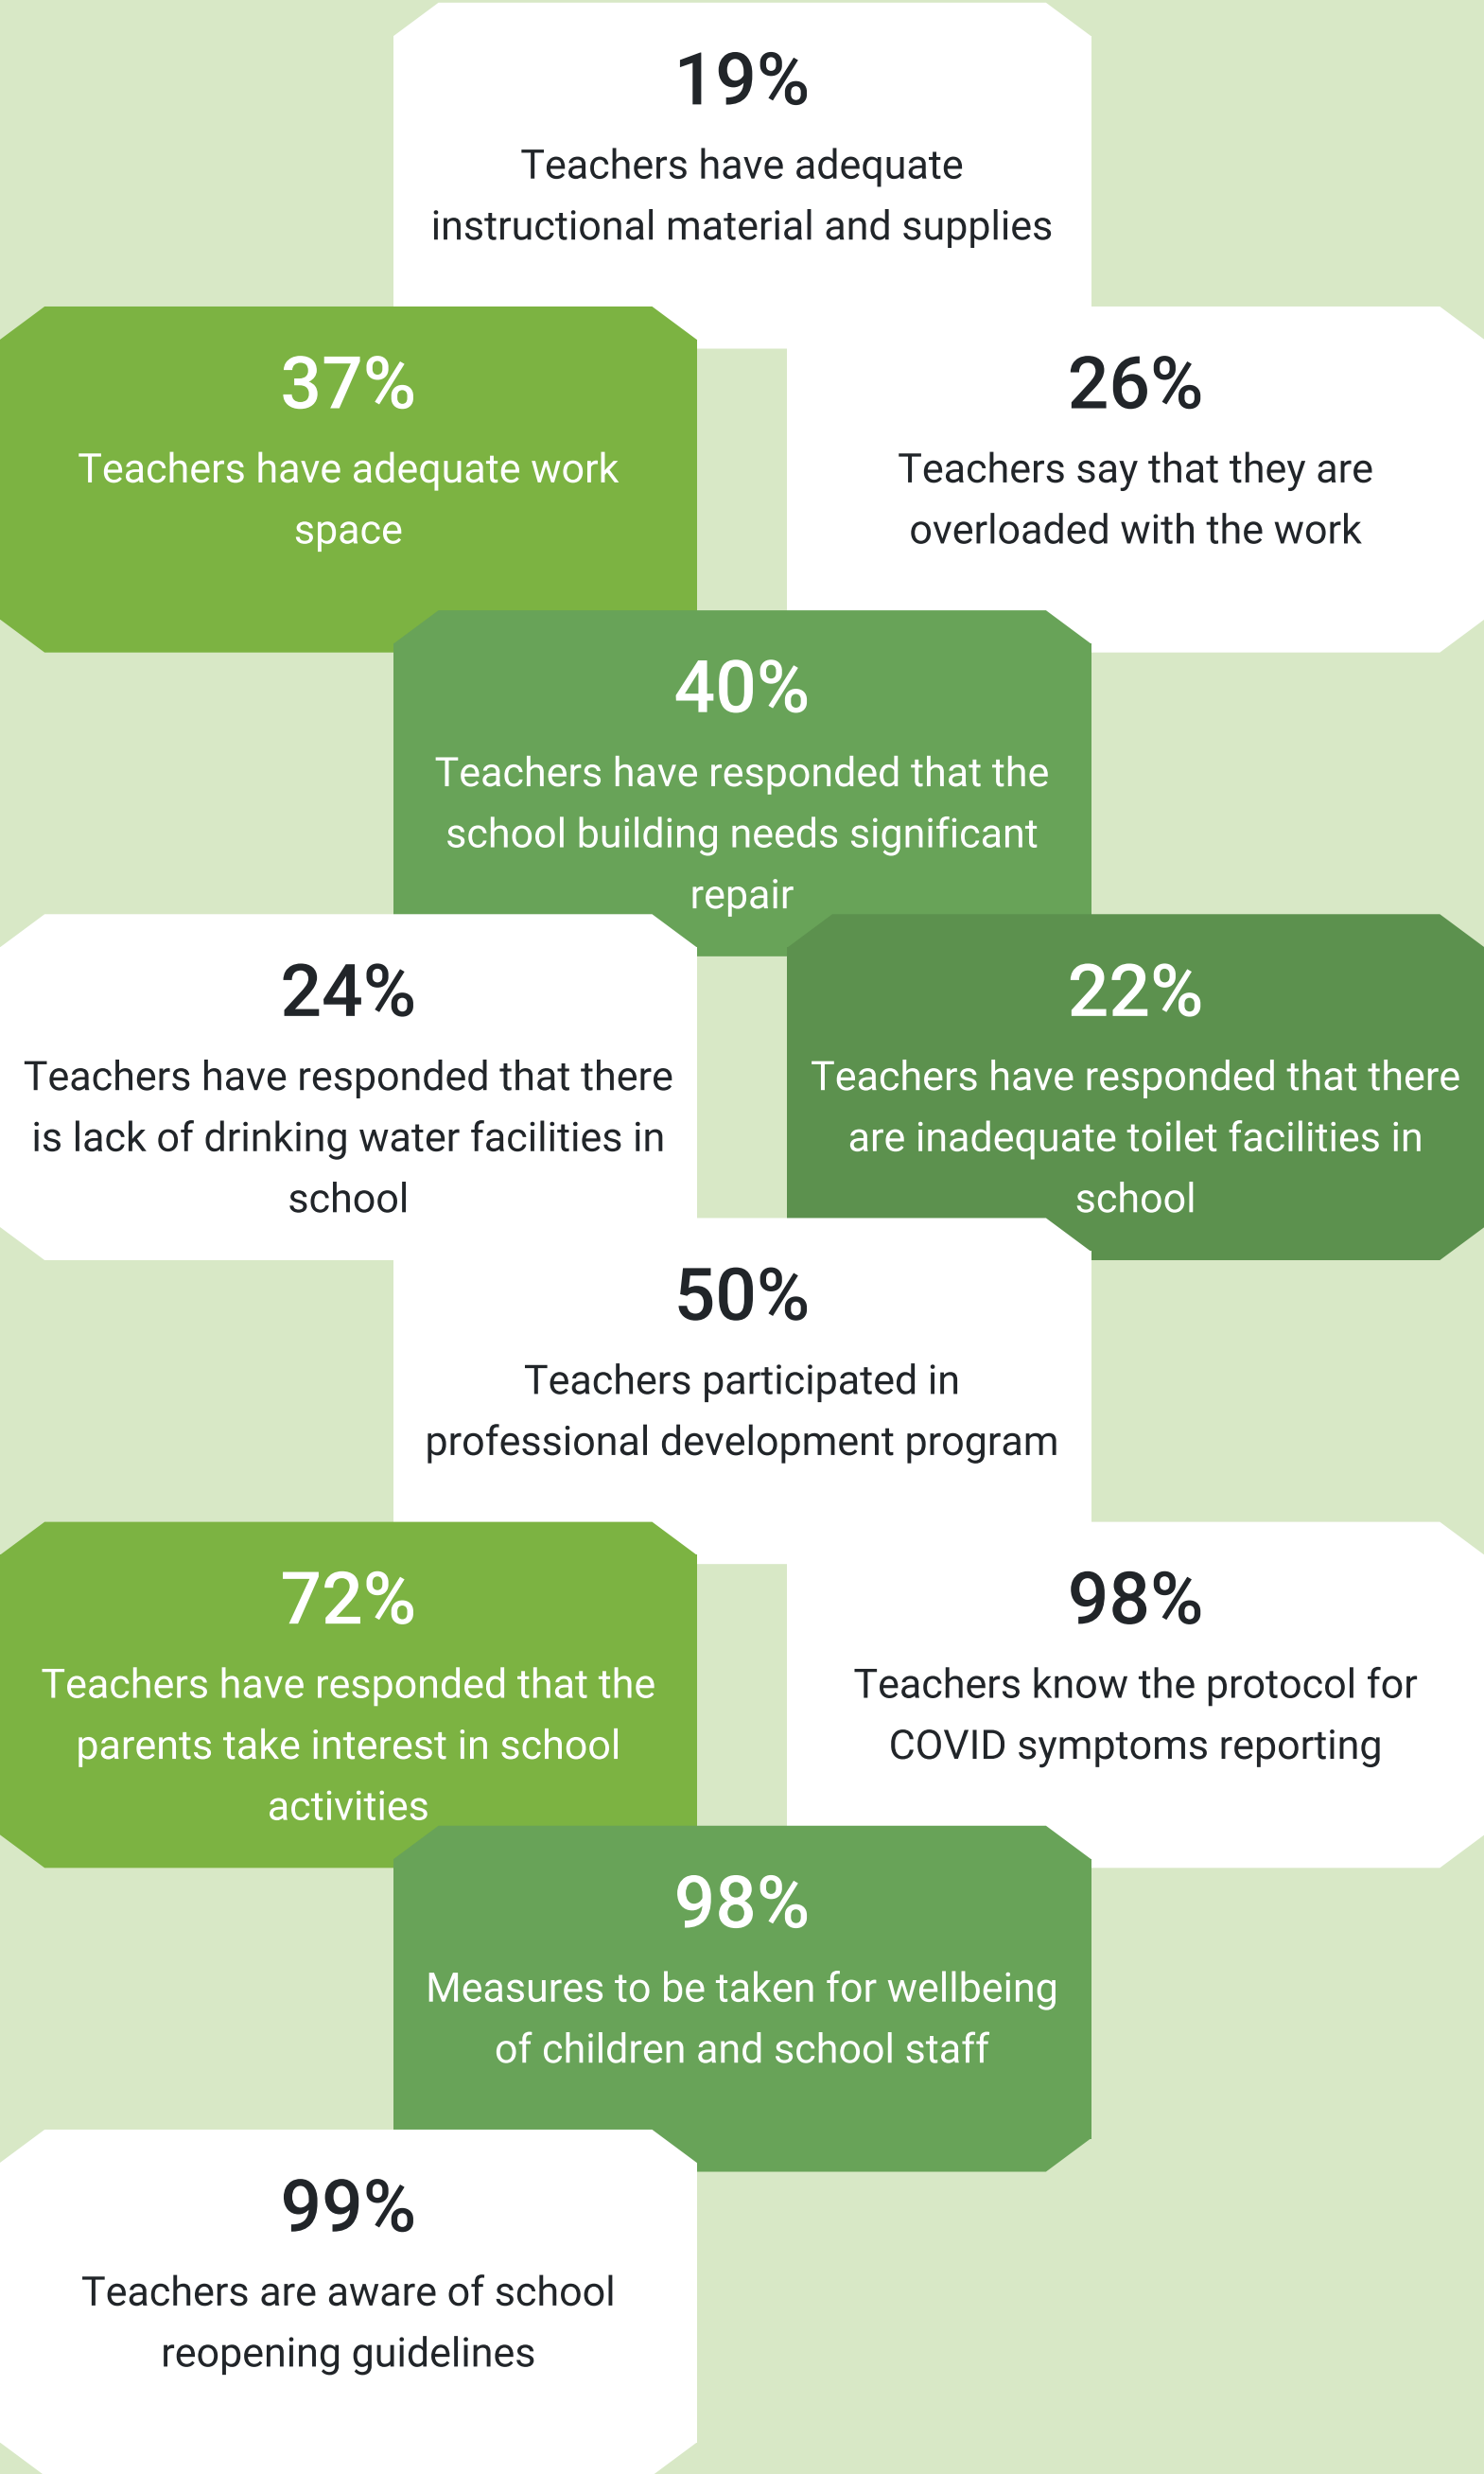 19%
Teachers have adequate
instructional material and supplies
37%
Teachers have adequate work
space
26%
Teachers say that they are
overloaded with the work
40%
Teachers have responded that the
school building needs significant
repair
24%
Teachers have responded that there
is lack of drinking water facilities in
school
22%
Teachers have responded that there
are inadequate toilet facilities in
school
50%
Teachers participated in
professional development program
72%
Teachers have responded that the
parents take interest in school
activities
98%
Teachers know the protocol for
COVID symptoms reporting
98%
Measures to be taken for wellbeing
of children and school staff
99%
Teachers are aware of school
reopening guidelines